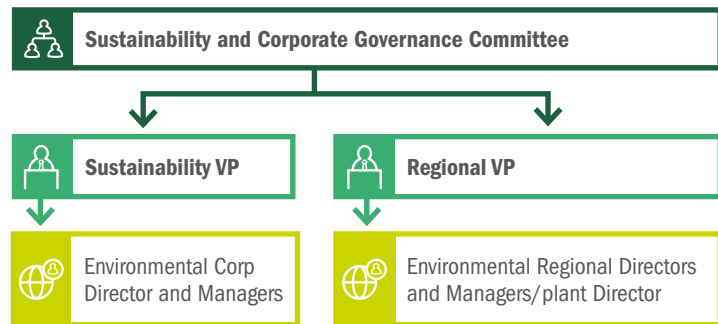 Sustainability and Corporate Governance Committee
Sustainability VP
Regional VP
Environmental Corp
Director and Managers
Environmental Regional Directors
and Managers/plant Director